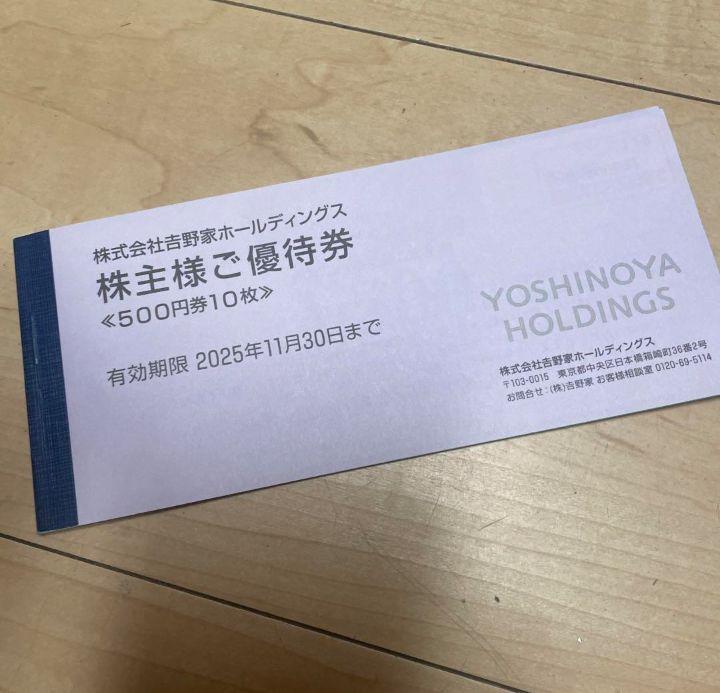 株式会社吉野家ホールディングス
株主様ご優待券
≪500円券10枚≫
有効期限 2025年11月30日まで
YOSHINOYA
HOLDINGS
株式会社吉野家ホールディングス
〒103-0015 東京都中央区日本橋箱崎町36番2号
お問合せ:(株)吉野家 お客様相談室 0120-69-5114